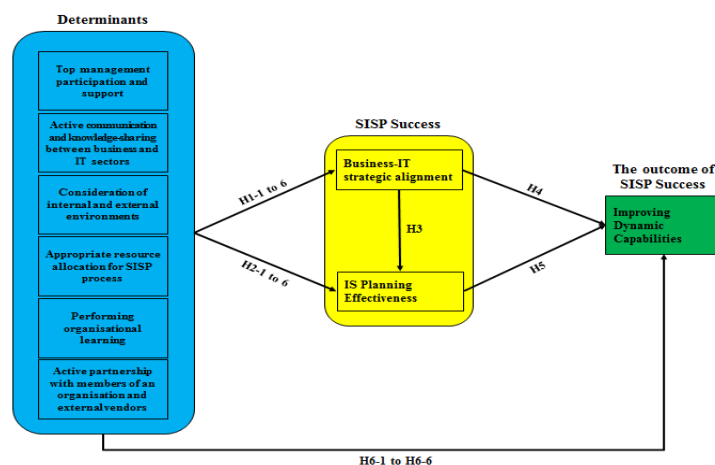 Determinants
Top management
participation and
support
Active communication
and knowledge-sharing
between business and
IT sectors
Consideration of
internal and external
environments
Appropriate resource
allocation for SISP
process
Performing
organisational
learning
Active partnership
with members of an
organisation and
external vendors
H1-1 to 6
H2-1 to 6
SISP Success
Business-IT
strategic alignment
H3
IS Planning
Effectiveness
H4
H5
The outcome of
SISP Success
Improving
Dynamic
Capabilities
H6-1 to H6-6